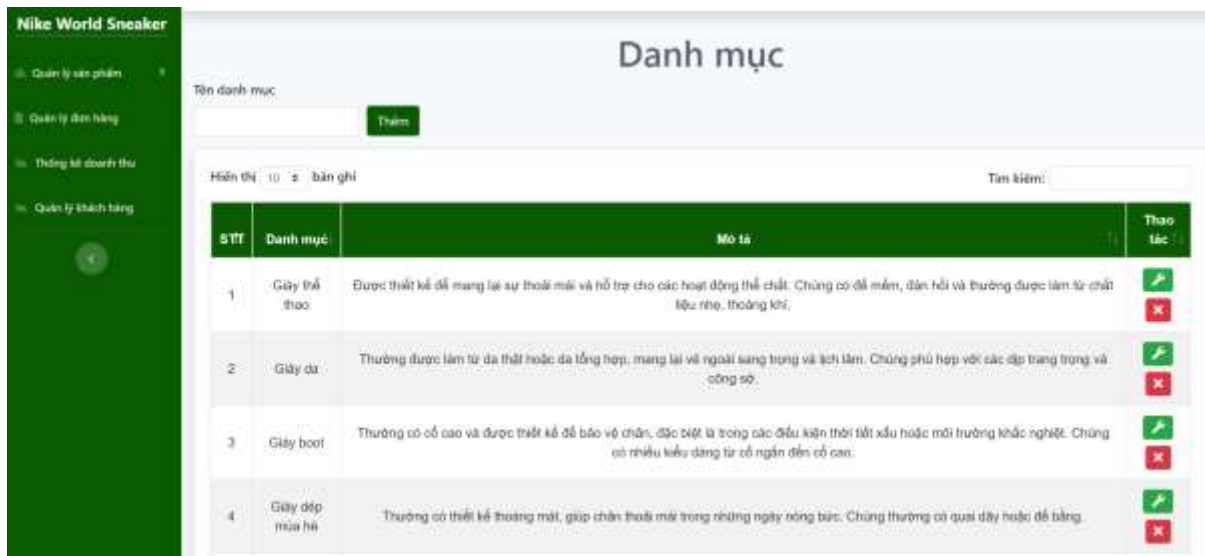 Nike World Sneaker
Quản lý sản phẩm
Quản lý đơn hàng
Thống kê doanh thu
Quản lý khách hàng
Danh mục
Tên danh mục
Thêm
Hiển thị 10 bản ghi
Tìm kiếm:
STT Danh mục Mô tả Thao
tác
1 Giày thể
thao
Được thiết kế để mang lại sự thoải mái và hỗ trợ cho các hoạt động thể chất. Chúng có đế mềm, đàn hồi và thường được làm từ chất
liệu nhẹ, thoáng khí.
2 Giày da
Thường được làm từ da thật hoặc da tổng hợp, mang lại vẻ ngoài sang trọng và lịch lãm. Chúng phù hợp với các dịp trang trọng và
công sở.
3 Giày boot
Thường có cổ cao và được thiết kế để bảo vệ chân, đặc biệt là trong các điều kiện thời tiết xấu hoặc môi trường khắc nghiệt. Chúng
có nhiều kiểu dáng từ cổ ngắn đến cổ cao.
4 Giày dép
mùa hè
Thường có thiết kế thoáng mát, giúp chân thoải mái trong những ngày nóng bức. Chúng thường có quai dây hoặc đế bằng.